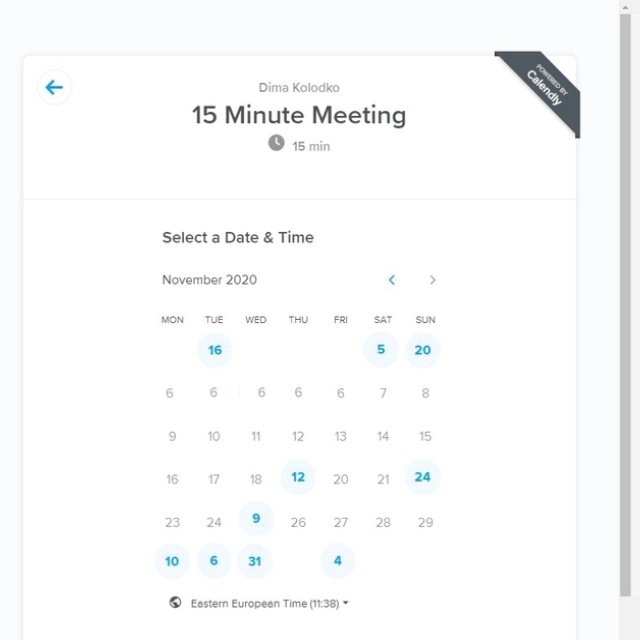 POWERED BY
Calendly
Dima Kolodko
15 Minute Meeting
15 min
Select a Date & Time
November 2020
MON TUE WED THU FRI SAT SUN
16 5 20
6 6 6 6 6 7 8
9 10 11 12 13 14 15
16 17 18 12 20 21 24
23 24 9 26 27 28 29
10 6 31 4
Eastern European Time (11:38)